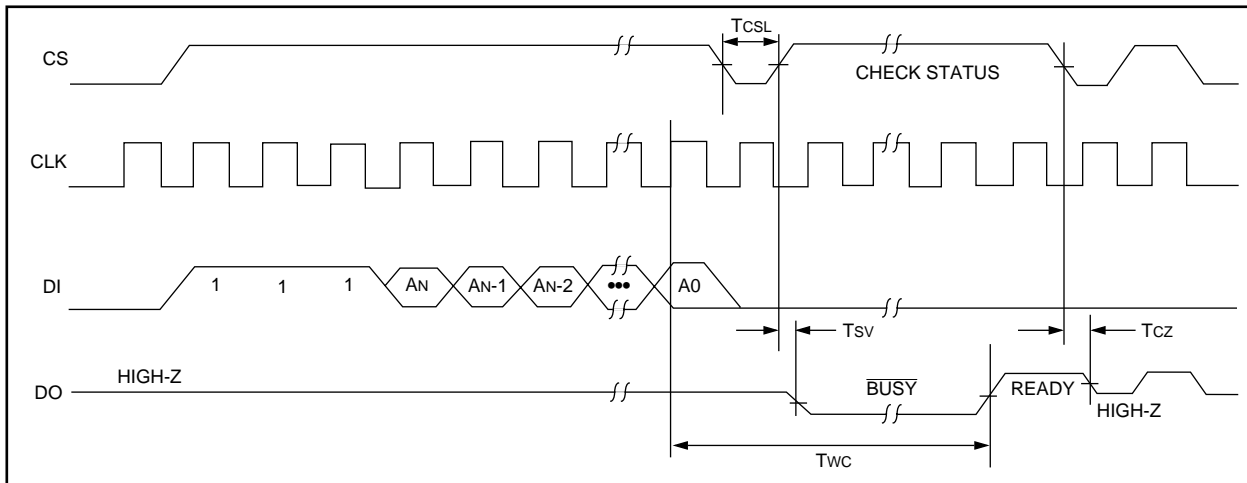 TCSL
CS
CHECK STATUS
CLK
DI
1 1 1 AN AN-1 AN-2 ••• A0
TSV
TCZ
DO
HIGH-Z
BUSY
READY
HIGH-Z
TWC